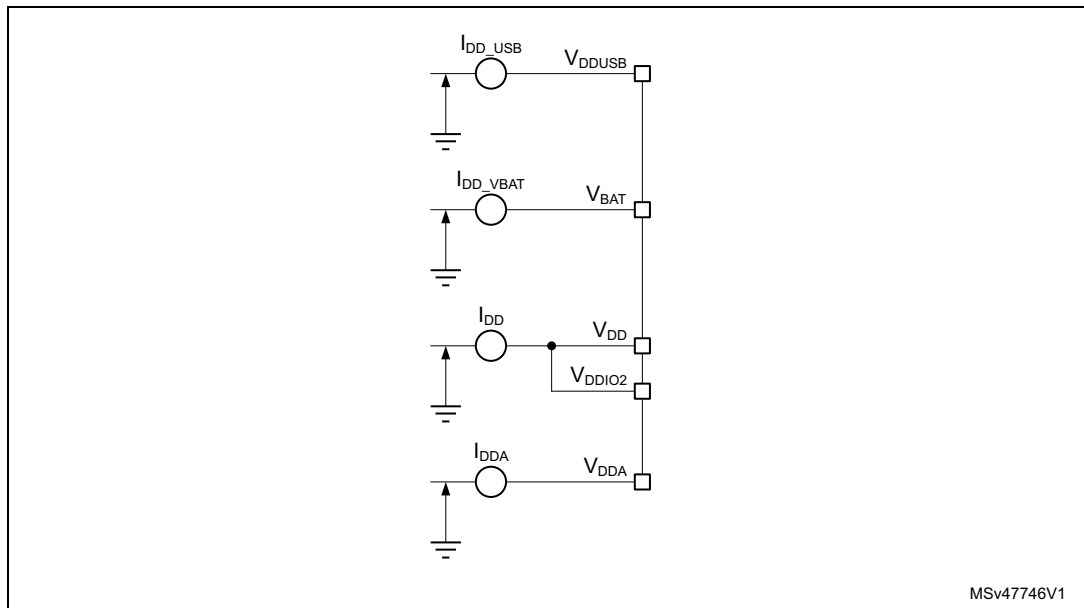 IDD_USB
VDDUSB
IDD_VBAT
VBAT
IDD
VDD
VDDIO2
IDDA
VDDA
MSv47746V1